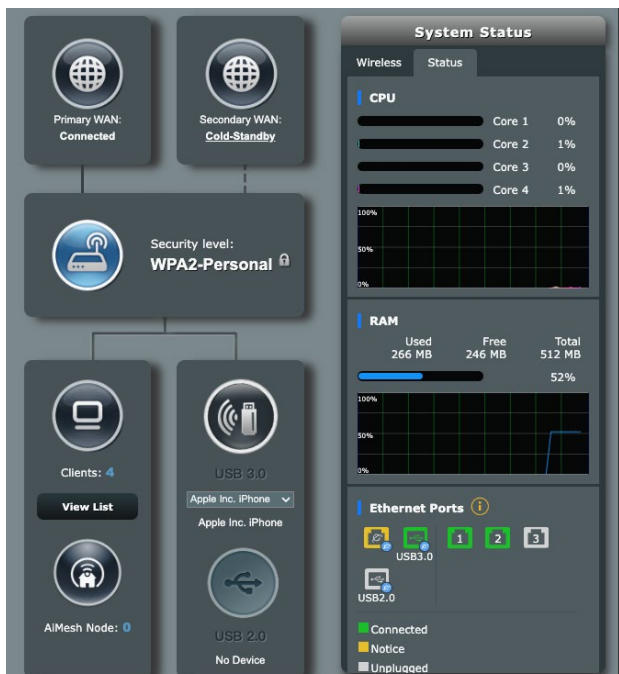 Primary WAN:
Connected
Secondary WAN:
Cold-Standby
Security level:
WPA2-Personal
Clients: 4
View List
AiMesh Node: 0
USB 3.0
Apple Inc. iPhone
Apple Inc. iPhone
USB 2.0
No Device
System Status
Wireless Status
CPU
Core 1 0%
Core 2 1%
Core 3 0%
Core 4 1%
100%
50%
0%
RAM
Used Free Total
266 MB 246 MB 512 MB
52%
100%
50%
0%
Ethernet Ports i
1 2 3
USB3.0
USB2.0
Connected
Notice
Unplugged